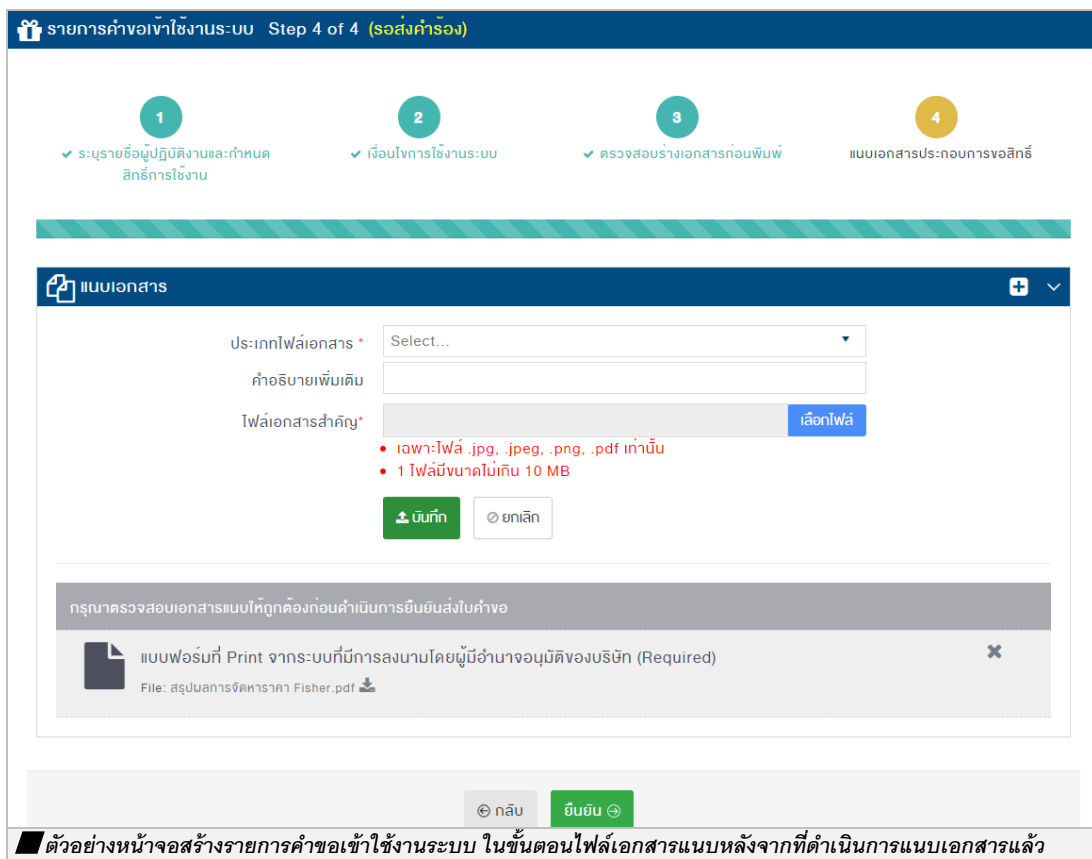 รายการคำขอเข้าใช้งานระบบ Step 4 of 4 (รอส่งคำร้อง)
1
2
3
4
ระบุรายชื่อผู้ปฏิบัติงานและกำหนด
สิทธิ์การใช้งาน
เงื่อนไขการใช้งานระบบ
ตรวจสอบร่างเอกสารก่อนพิมพ์
แนบเอกสารประกอบการขอสิทธิ์
แนบเอกสาร
ประเภทไฟล์เอกสาร * Select...
คำอธิบายเพิ่มเติม
ไฟล์เอกสารสำคัญ* เลือกไฟล์
เฉพาะไฟล์ .jpg, .jpeg, .png, .pdf เท่านั้น
1 ไฟล์มีขนาดไม่เกิน 10 MB
บันทึก ยกเลิก
กรุณาตรวจสอบเอกสารแนบให้ถูกต้องก่อนดำเนินการยืนยันส่งใบคำขอ
แบบฟอร์มที่ Print จากระบบที่มีการลงนามโดยผู้มีอำนาจอนุมัติของบริษัท (Required)
File: สรุปผลการจัดหาราคา Fisher.pdf
กลับ ยืนยัน
ตัวอย่างหน้าจอสร้างรายการคำขอเข้าใช้งานระบบ ในขั้นตอนไฟล์เอกสารแนบหลังจากที่ดำเนินการแนบเอกสารแล้ว